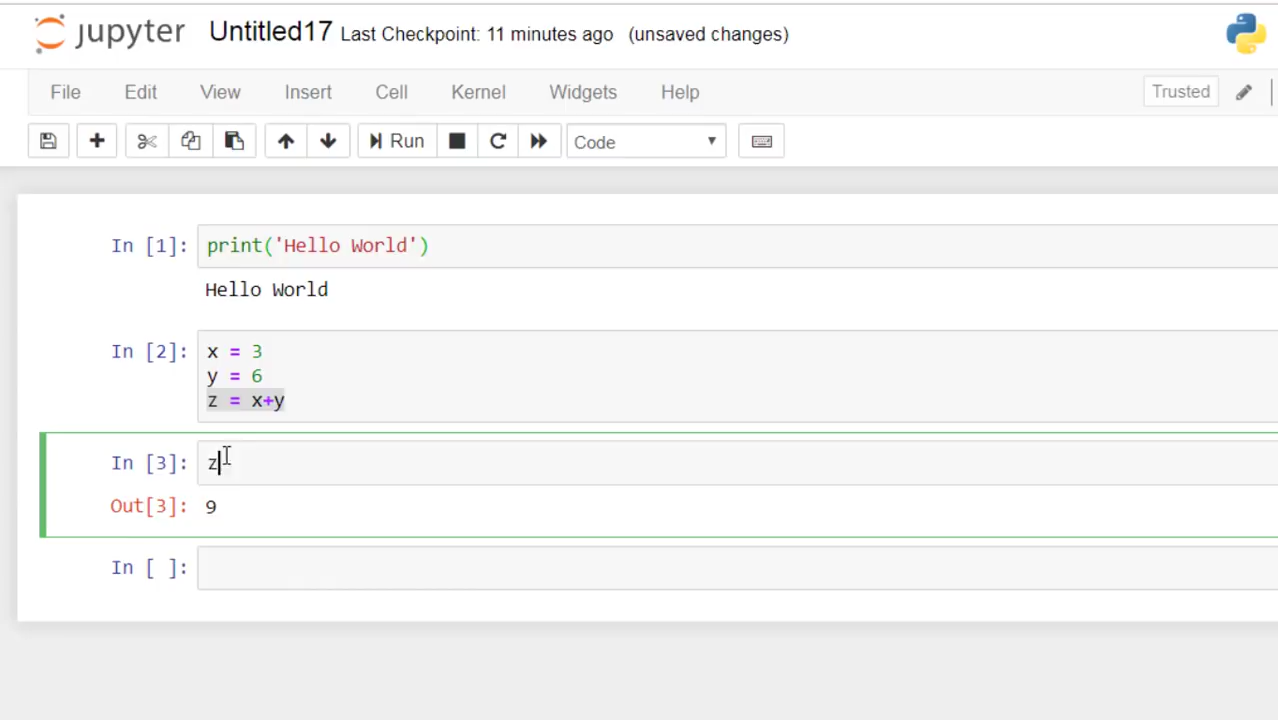 jupyter Untitled17 Last Checkpoint: 11 minutes ago (unsaved changes)
File Edit View Insert Cell Kernel Widgets Help Trusted
Run Code
In [1]: print('Hello World')
Hello World
In [2]: x = 3
y = 6
z = x+y
In [3]: z
Out[3]: 9
In [ ]: